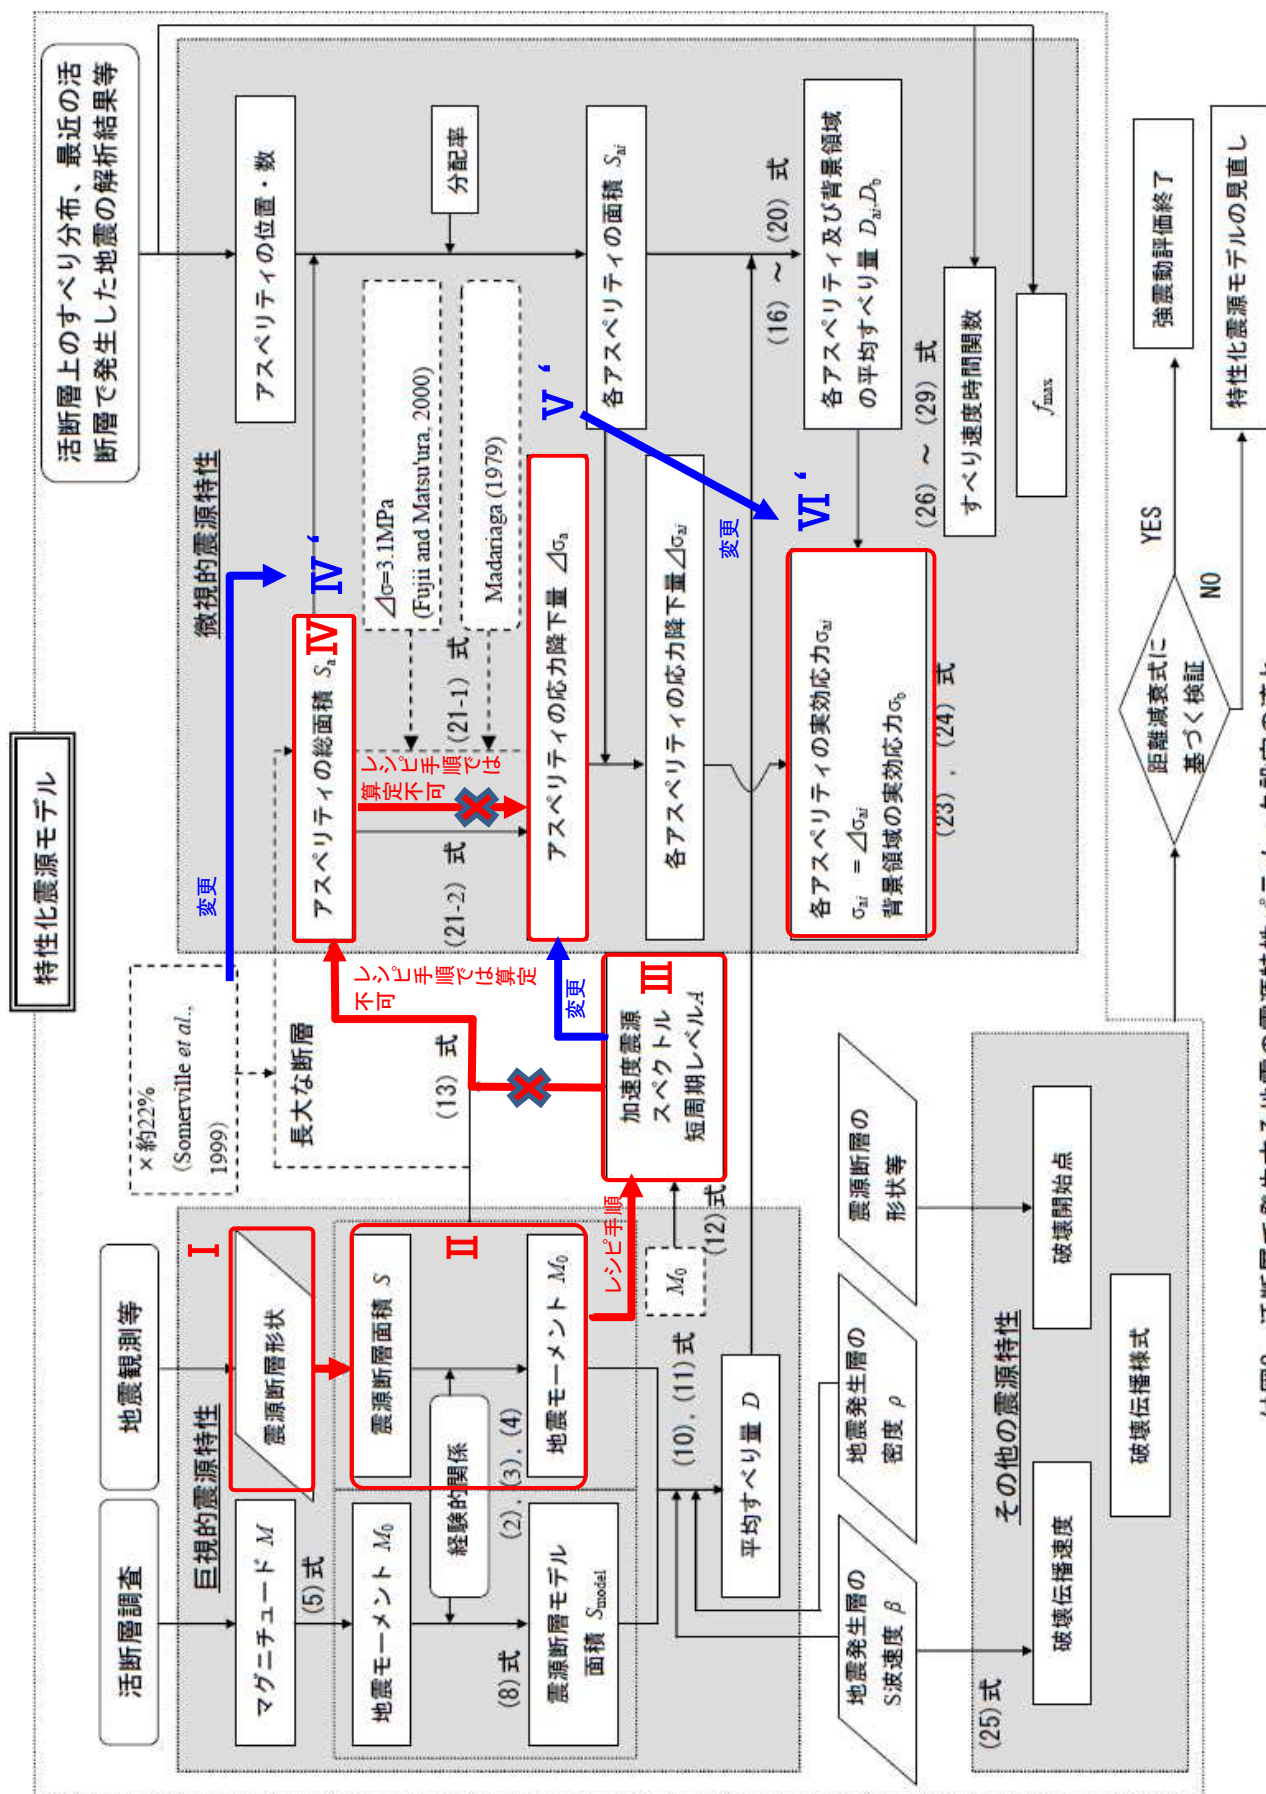 特性化震源モデル
活断層調査
地震観測等
×約22%
(Somerville et al.,
1999)
変更
活断層上のすべり分布、最近の活
断層で発生した地震の解析結果等
巨視的震源特性
I
微視的震源特性
マグニチュード M
震源断層形状
長大な断層
アスペリティの総面積 Sa
IV
IV‘
アスペリティの位置・数
(5)式
地震モーメント M0
震源断層面積 S
II
(13) 式
レシピ手順では算定
不可
レシピ手順では
算定不可
(21-2) 式
(21-1) 式
⊿σ=3.1MPa
(Fujii and Matsu'ura, 2000)
Madariaga (1979)
分配率
経験的関係
(2), (3), (4)
(8)式
震源断層モデル
面積 Smodel
地震モーメント M0
レシピ手順
変更
アスペリティの応力降下量 ⊿σa
V‘
各アスペリティの面積 Sai
加速度震源
スペクトル
短周期レベルA
III
各アスペリティの応力降下量⊿σai
M0
(12)式
(10), (11)式
平均すべり量 D
変更
(16) ～ (20) 式
各アスペリティの実効応力σai
σai = ⊿σai
背景領域の実効応力σb
VI‘
各アスペリティ及び背景領域
の平均すべり量 Dai,Db
(23), (24) 式
(26) ～ (29) 式
すべり速度時間関数
fmax
地震発生層の
S波速度 β
地震発生層の
密度 ρ
震源断層の
形状等
(25)式
その他の震源特性
破壊伝播速度
破壊開始点
破壊伝播様式
距離減衰式に
基づく検証
YES
NO
強震動評価終了
特性化震源モデルの見直し